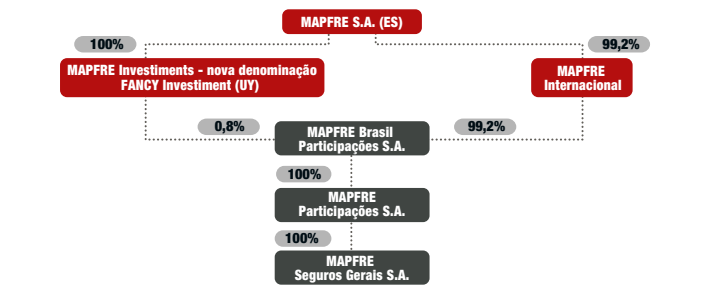 MAPFRE S.A. (ES)
100%
99,2%
MAPFRE Investiments - nova denominação
FANCY Investiment (UY)
MAPFRE
Internacional
0,8%
MAPFRE Brasil
Participações S.A.
99,2%
100%
MAPFRE
Participações S.A.
100%
MAPFRE
Seguros Gerais S.A.